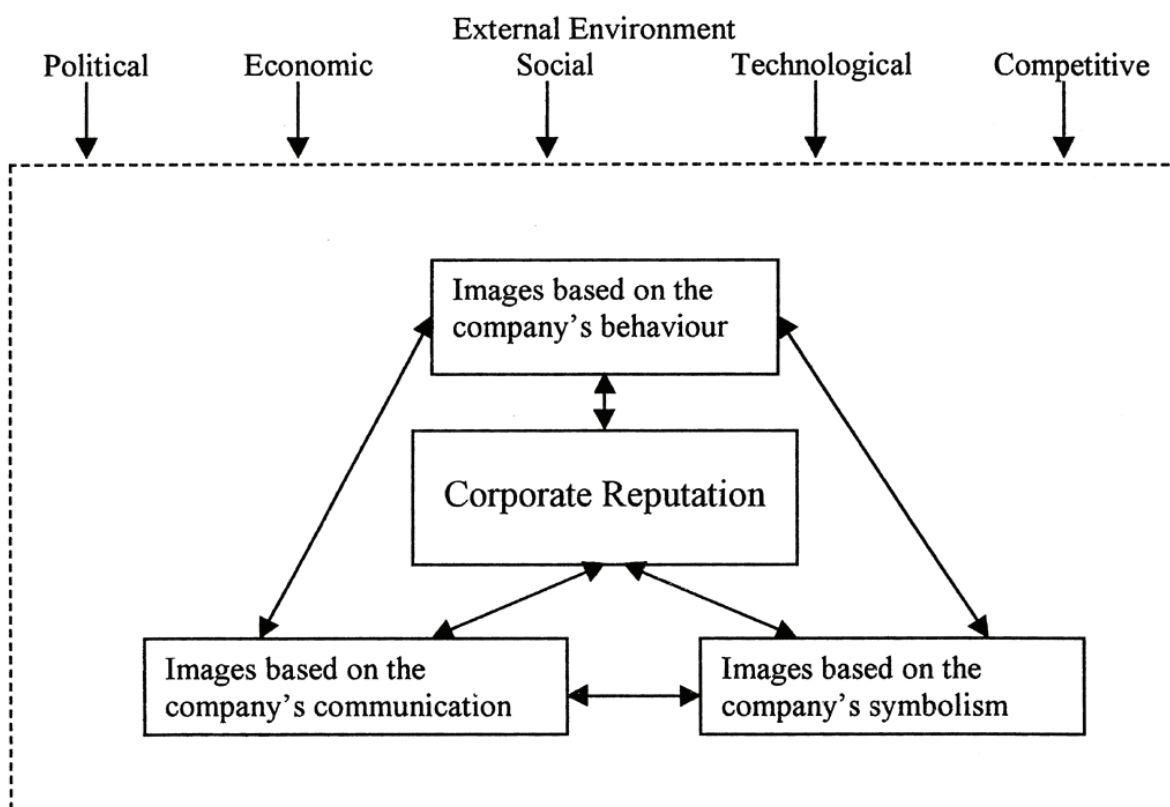 External Environment
Political Economic Social Technological Competitive
Images based on the
company's behaviour
Corporate Reputation
Images based on the
company's communication
Images based on the
company's symbolism